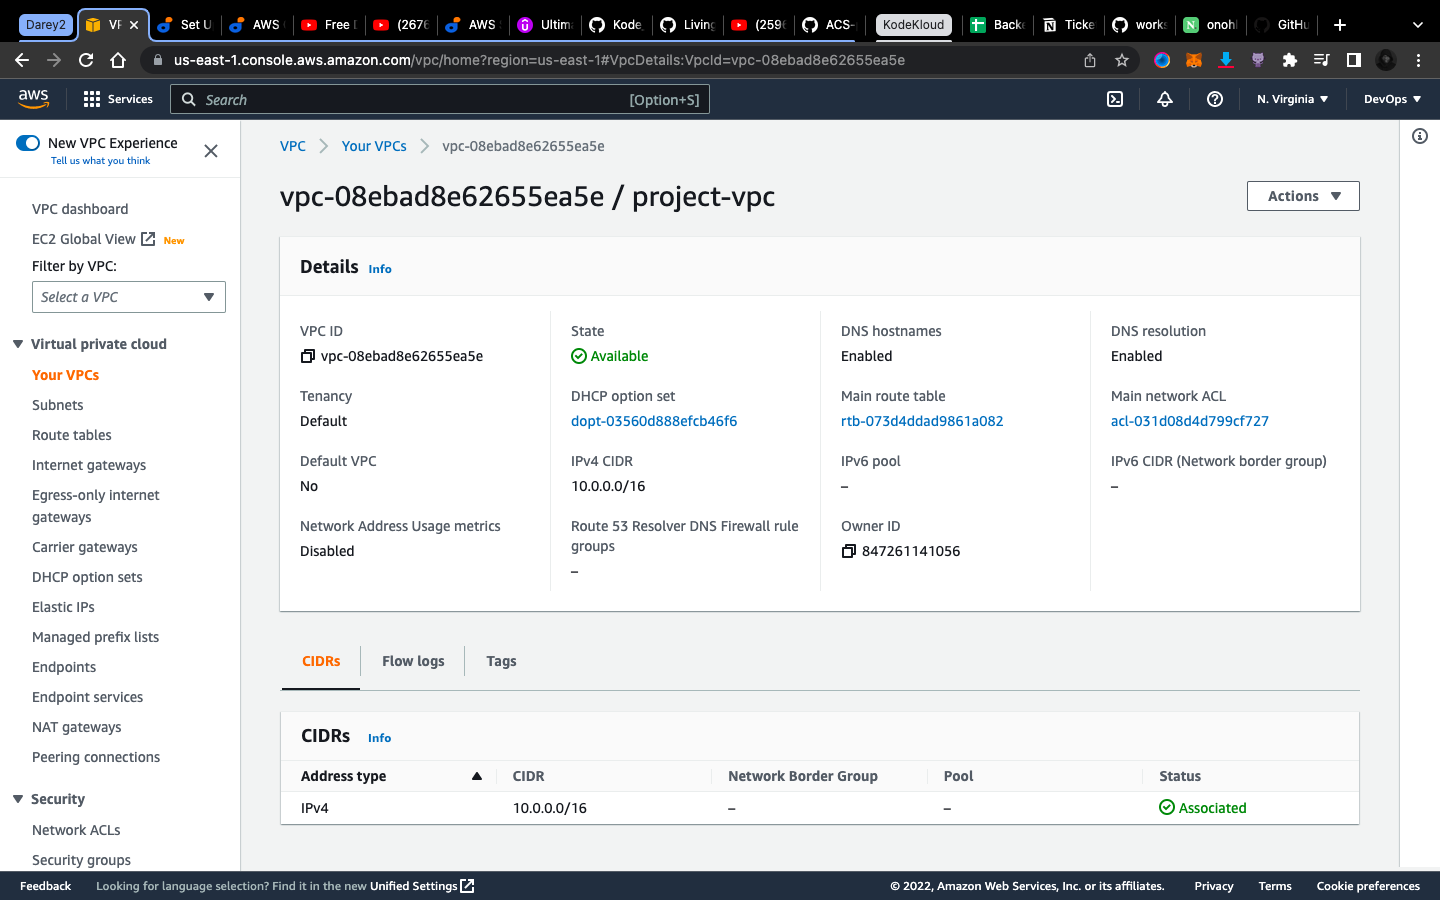 Darey2
VP
Set U
AWS
Free D
(2676
AWS
Ultima
Kode
Living
(2596
ACS-
KodeKloud
Backe
Ticke
works
onohl
GitHu
us-east-1.console.aws.amazon.com/vpc/home?region=us-east-1#VpcDetails:VpcId=vpc-08ebad8e62655ea5e
aws
Services
Search
[Option+S]
N. Virginia
DevOps
New VPC Experience
Tell us what you think
VPC dashboard
EC2 Global View New
Filter by VPC:
Select a VPC
Virtual private cloud
Your VPCs
Subnets
Route tables
Internet gateways
Egress-only internet
gateways
Carrier gateways
DHCP option sets
Elastic IPs
Managed prefix lists
Endpoints
Endpoint services
NAT gateways
Peering connections
Security
Network ACLs
Security groups
VPC
Your VPCs
vpc-08ebad8e62655ea5e
vpc-08ebad8e62655ea5e / project-vpc
Actions
Details Info
VPC ID
vpc-08ebad8e62655ea5e
State
Available
DNS hostnames
Enabled
DNS resolution
Enabled
Tenancy
Default
DHCP option set
dopt-03560d888efcb46f6
Main route table
rtb-073d4ddad9861a082
Main network ACL
acl-031d08d4d799cf727
Default VPC
No
IPv4 CIDR
10.0.0.0/16
IPv6 pool
–
IPv6 CIDR (Network border group)
–
Network Address Usage metrics
Disabled
Route 53 Resolver DNS Firewall rule
groups
–
Owner ID
847261141056
CIDRs
Flow logs
Tags
CIDRs Info
Address type
CIDR
Network Border Group
Pool
Status
IPv4
10.0.0.0/16
–
–
Associated
Feedback
Looking for language selection? Find it in the new Unified Settings
© 2022, Amazon Web Services, Inc. or its affiliates.
Privacy
Terms
Cookie preferences